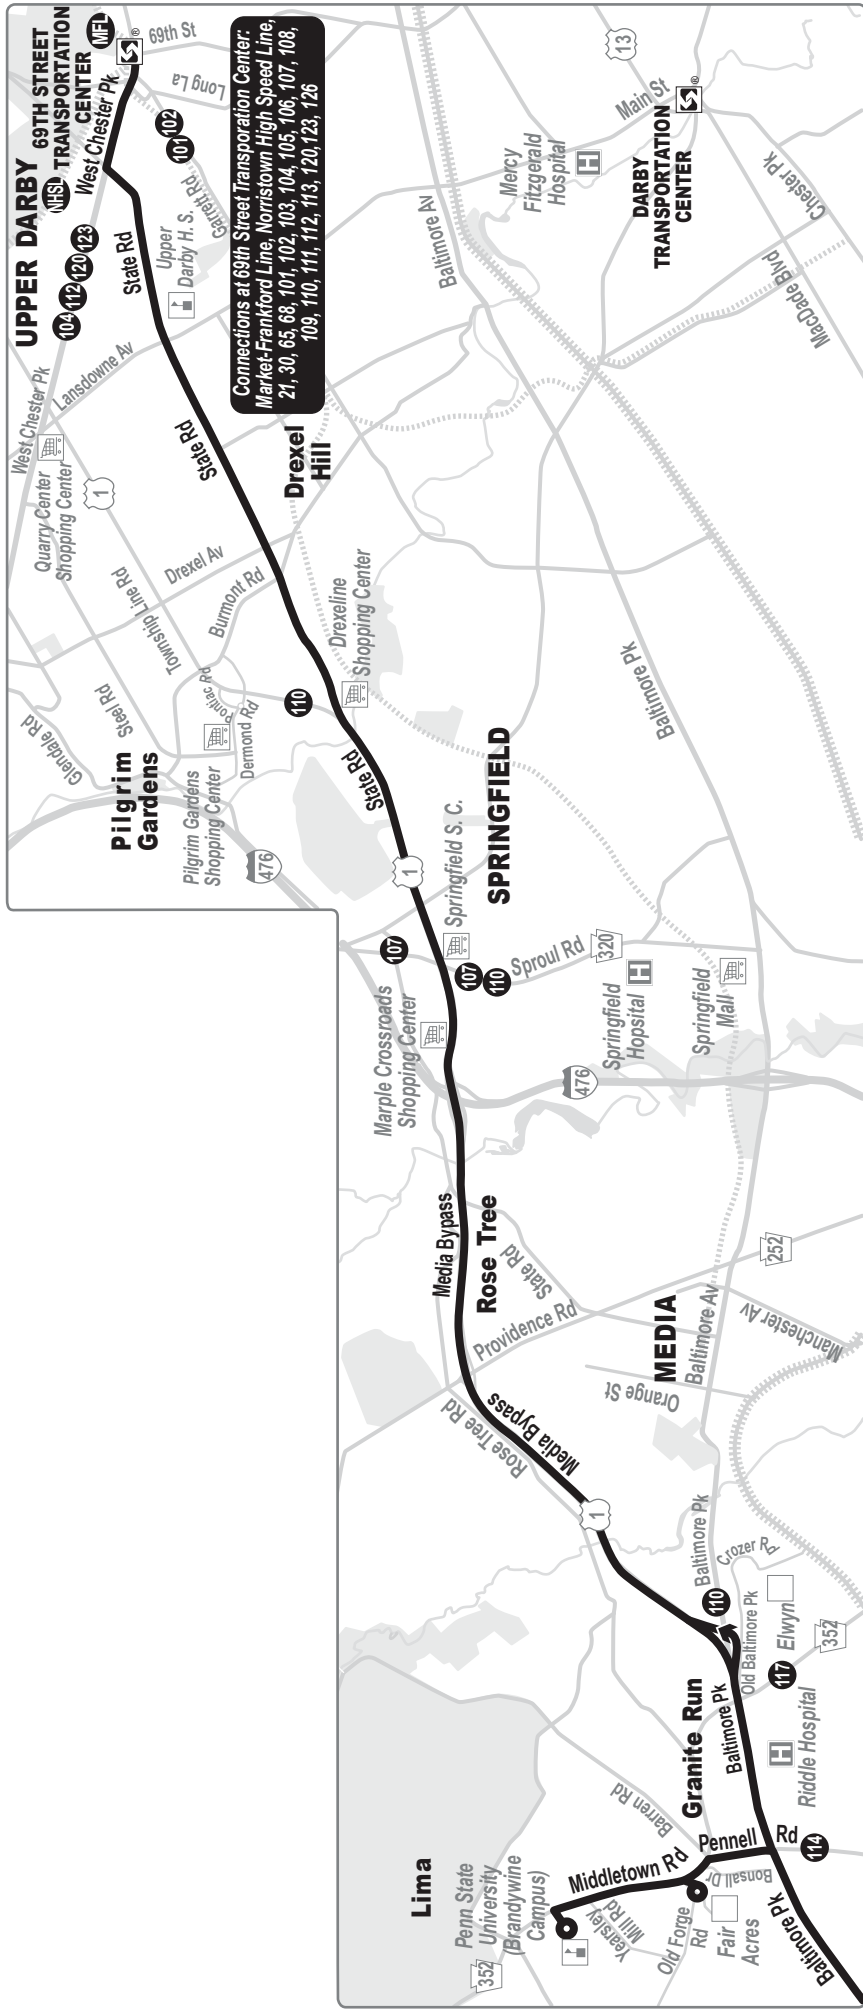 UPPER DARBY
69TH STREET
TRANSPORTATION
CENTER
MFL
NHSL
69th St
West Chester Pk
Long La
102
101
Garrett Rd
State Rd
Upper
Darby H. S.
104
112
120
123
Connections at 69th Street Transporation Center:
Market-Frankford Line, Norristown High Speed Line,
21, 30, 65, 68, 101, 102, 103, 104, 105, 106, 107, 108,
109, 110, 111, 112, 113, 120,123, 126
13
Main St
DARBY
TRANSPORTATION
CENTER
Mercy
Fitzgerald
Hospital
H
Chester Pk
MacDade Blvd
Baltimore Av
West Chester Pk
Lansdowne Av
Quarry Center
Shopping Center
1
State Rd
Drexel
Hill
Drexel Av
Township Line Rd
Burmont Rd
Drexeline
Shopping Center
Steel Rd
Glendale Rd
Pontiac Rd
Dermond Rd
110
Pilgrim
Gardens
Pilgrim Gardens
Shopping Center
476
State Rd
1
Springfield S. C.
SPRINGFIELD
Baltimore Pk
107
107
110
Sproul Rd
320
Marple Crossroads
Shopping Center
Springfield
Hopsital
H
Springfield
Mall
476
Media Bypass
Rose Tree
State Rd
Providence Rd
252
MEDIA
Baltimore Av
Manchester Av
Orange St
Rose Tree Rd
Media Bypass
1
Baltimore Pk
Crozer Rd
110
Old Baltimore Pk
Elwyn
352
117
Granite Run
Baltimore Pk
H
Riddle Hospital
Barren Rd
Pennell
Rd
114
Middletown Rd
Bonsall Dr
Lima
Penn State
University
(Brandywine
Campus)
352
Yearsley
Mill Rd
Old Forge
Rd
Fair
Acres
Baltimore Pk